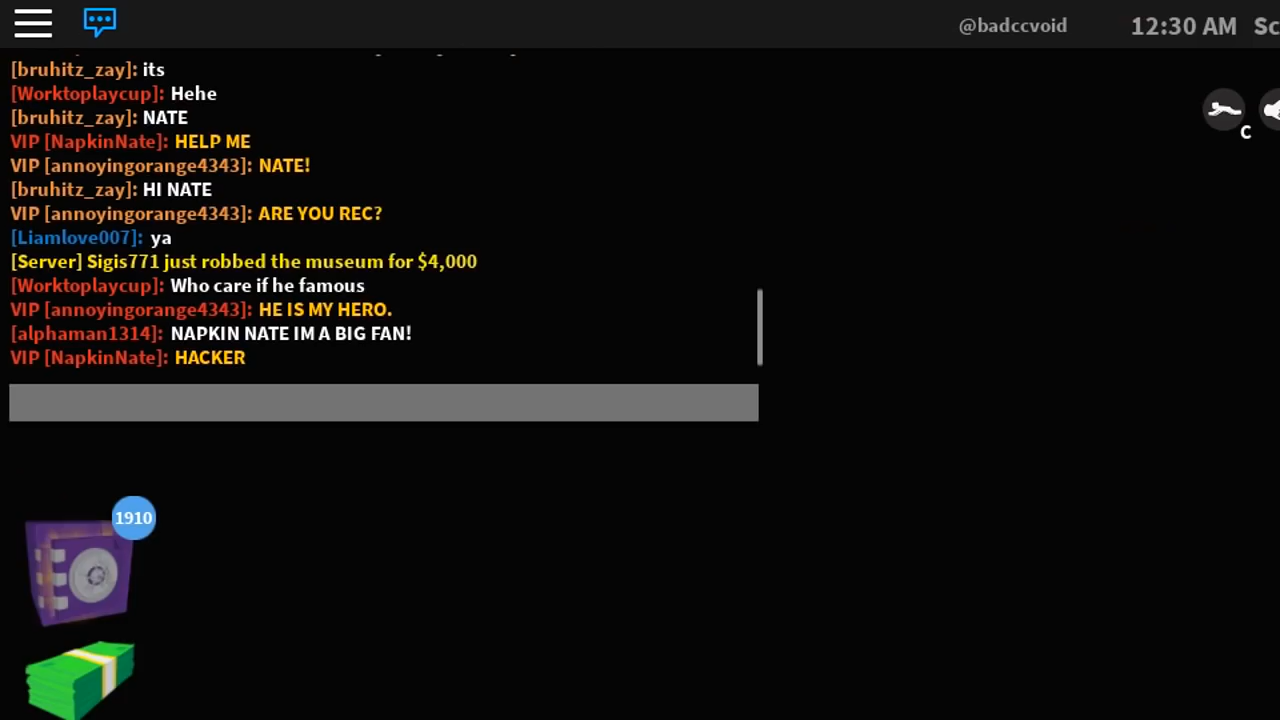 @badccvoid 12:30 AM Sc
[bruhitz_zay]: its
[Worktoplaycup]: Hehe
[bruhitz_zay]: NATE
VIP [NapkinNate]: HELP ME
VIP [annoyingorange4343]: NATE!
[bruhitz_zay]: HI NATE
VIP [annoyingorange4343]: ARE YOU REC?
[Liamlove007]: ya
[Server] Sigis771 just robbed the museum for $4,000
[Worktoplaycup]: Who care if he famous
VIP [annoyingorange4343]: HE IS MY HERO.
[alphaman1314]: NAPKIN NATE IM A BIG FAN!
VIP [NapkinNate]: HACKER
C
1910